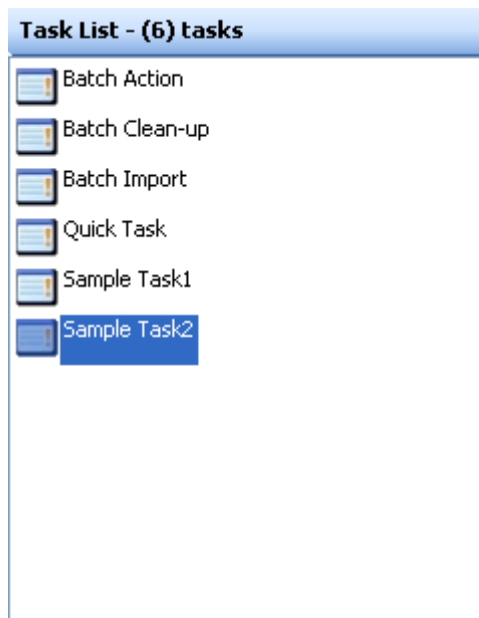 Task List - (6) tasks
Batch Action
Batch Clean-up
Batch Import
Quick Task
Sample Task1
Sample Task2